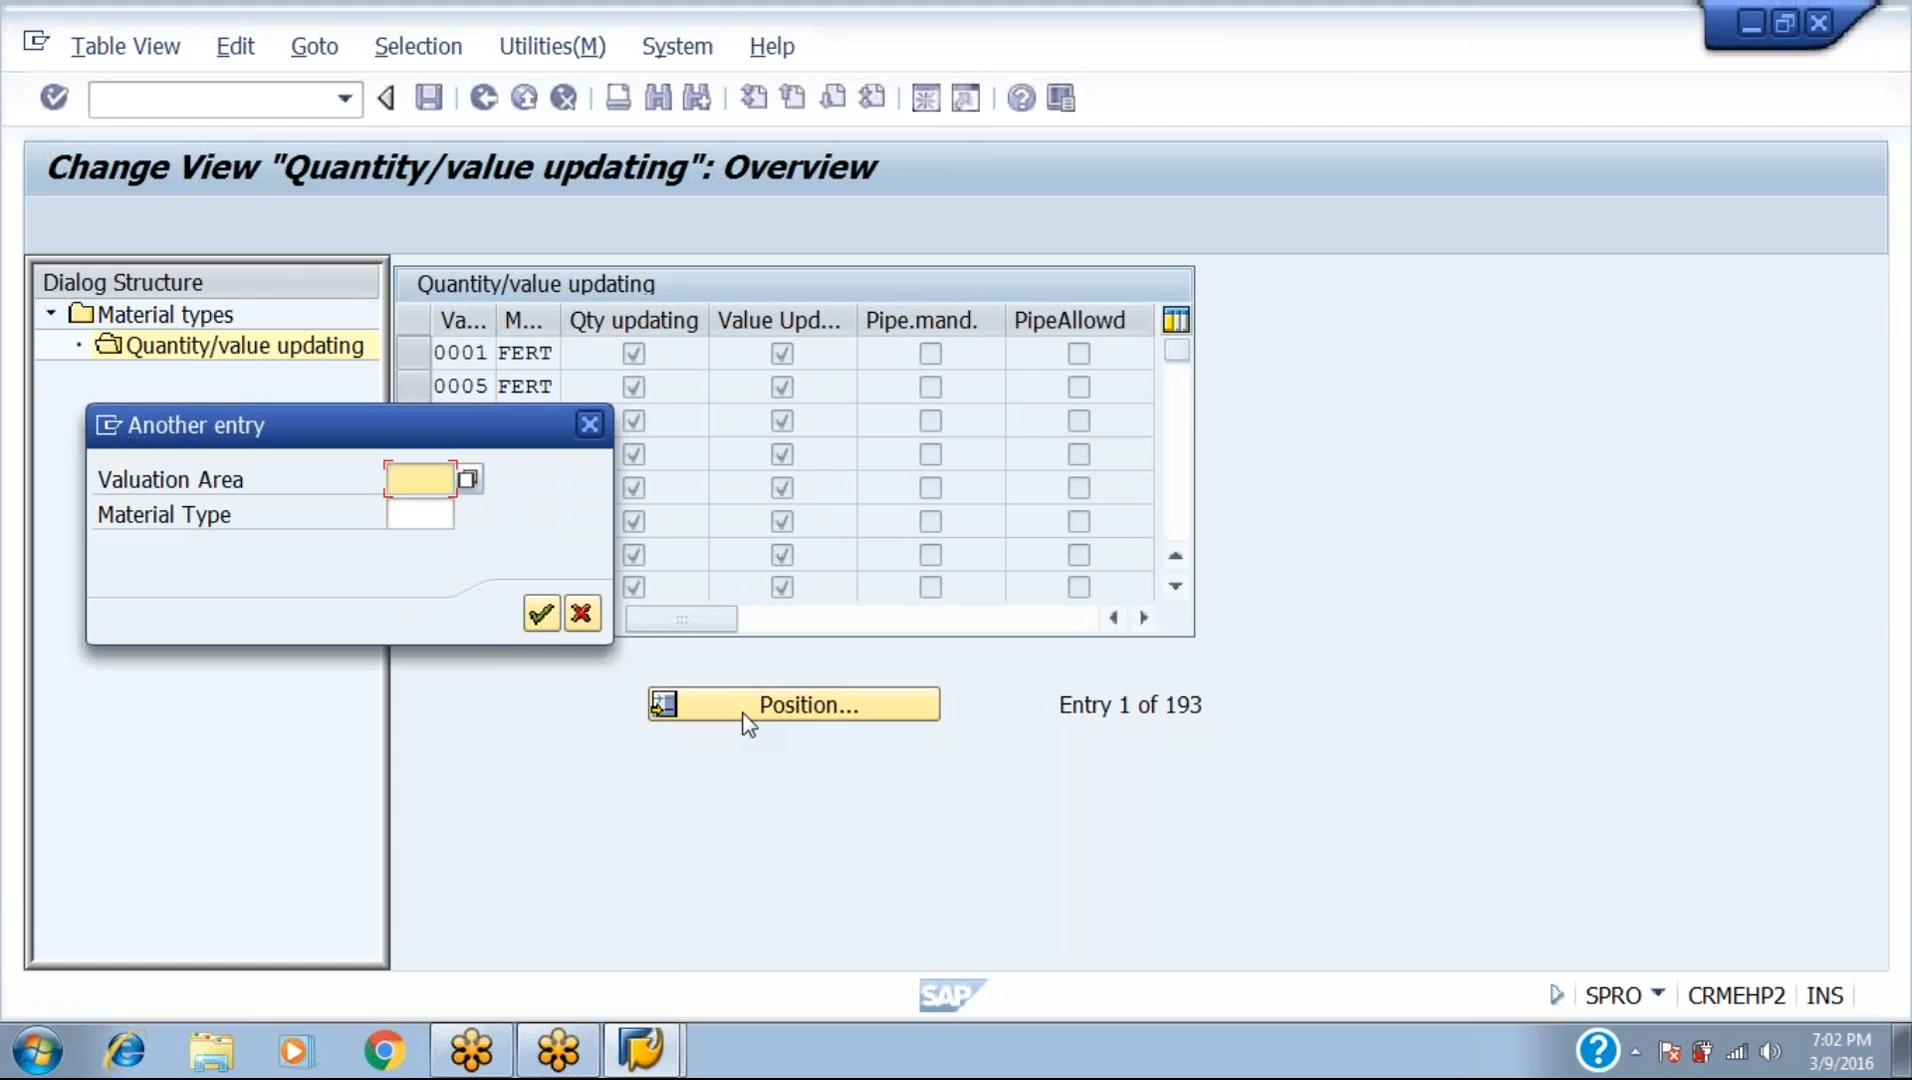 Table View Edit Goto Selection Utilities(M) System Help
Change View "Quantity/value updating": Overview
Dialog Structure
Material types
Quantity/value updating
Quantity/value updating
Va... M... Qty updating Value Upd... Pipe.mand. PipeAllowd
0001 FERT
0005 FERT
Another entry
Valuation Area
Material Type
Position...
Entry 1 of 193
SAP
SPRO CRMEHP2 INS
7:02 PM
3/9/2016